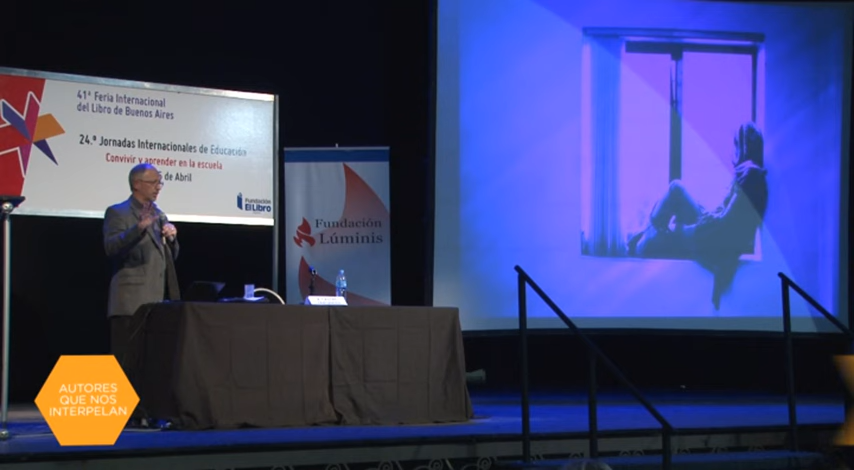 41ª Feria Internacional
del Libro de Buenos Aires
24.ª Jornadas Internacionales de Educación
Convivir y aprender en la escuela
de Abril
Fundación
El Libro
Fundación
Lúminis
AUTORES
QUE NOS
INTERPELAN